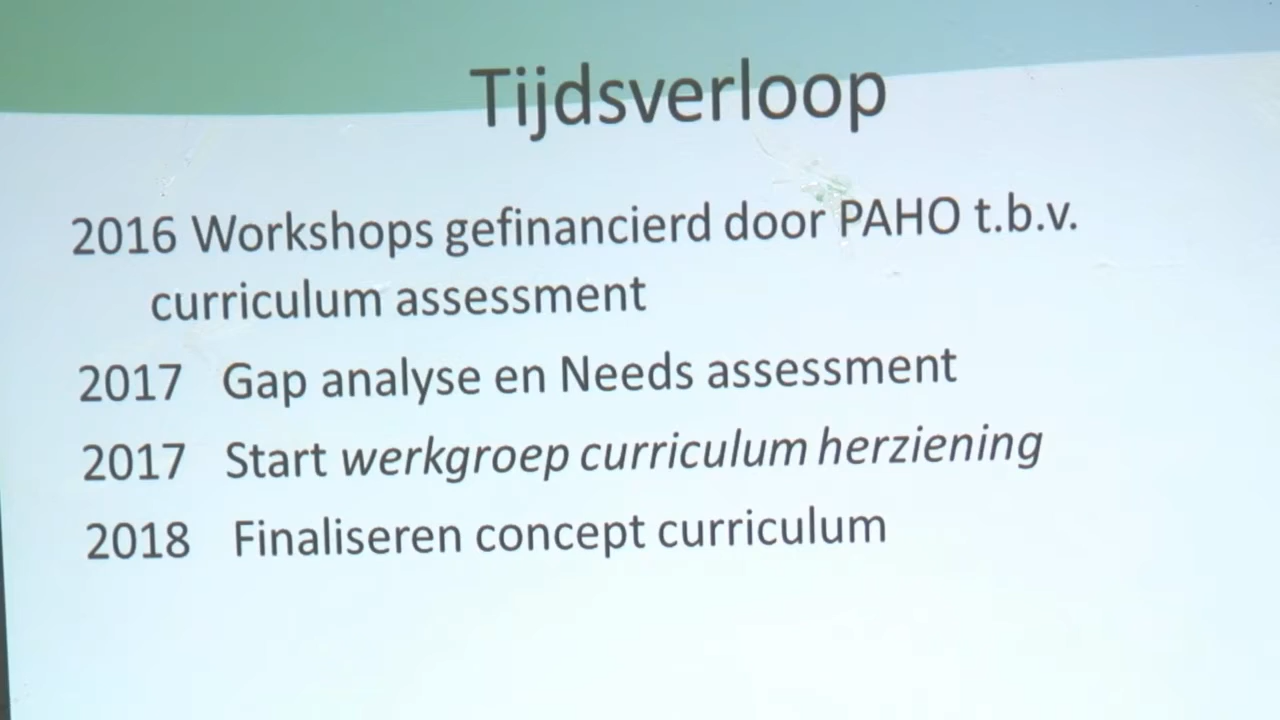 Tijdsverloop
2016 Workshops gefinancierd door PAHO t.b.v.
curriculum assessment
2017 Gap analyse en Needs assessment
2017 Start werkgroep curriculum herziening
2018 Finaliseren concept curriculum